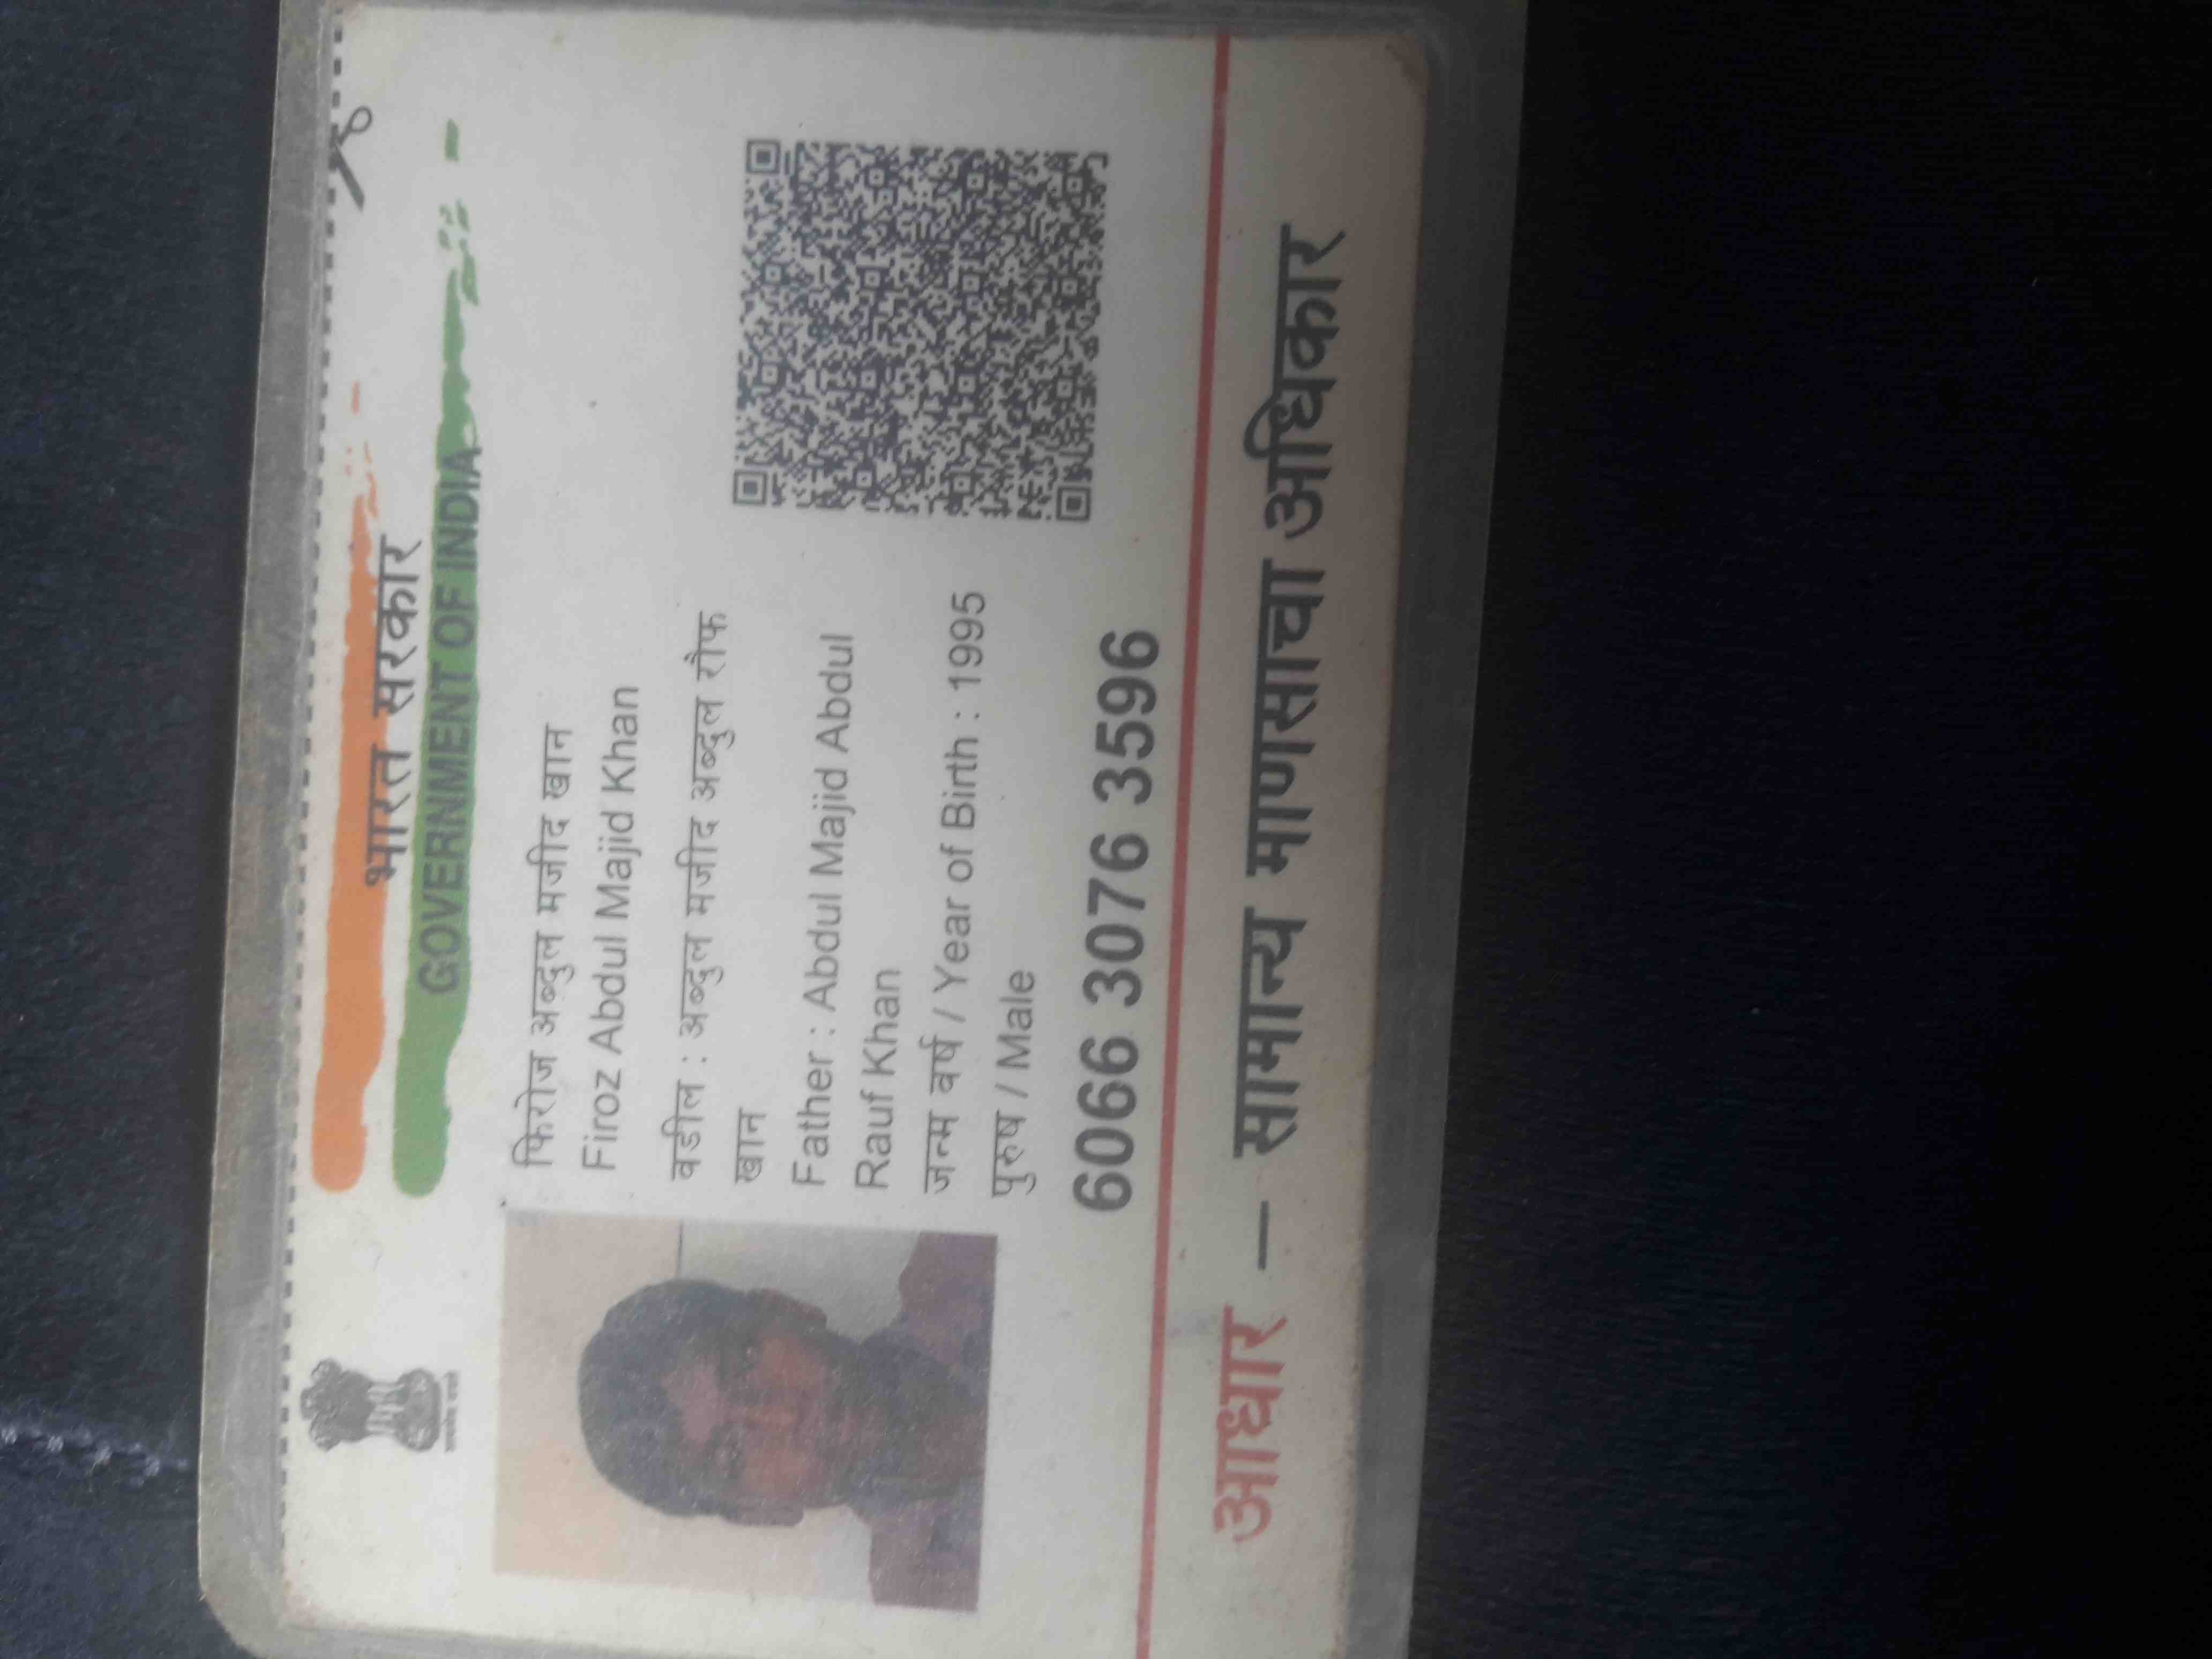 भारत सरकार
GOVERNMENT OF INDIA
फिरोज अब्दुल मजीद खान
Firoz Abdul Majid Khan
वडील : अब्दुल मजीद अब्दुल रौफ
खान
Father : Abdul Majid Abdul
Rauf Khan
जन्म वर्ष / Year of Birth : 1995
पुरुष / Male
6066 3076 3596
आधार — सामान्य माणसाचा अधिकार